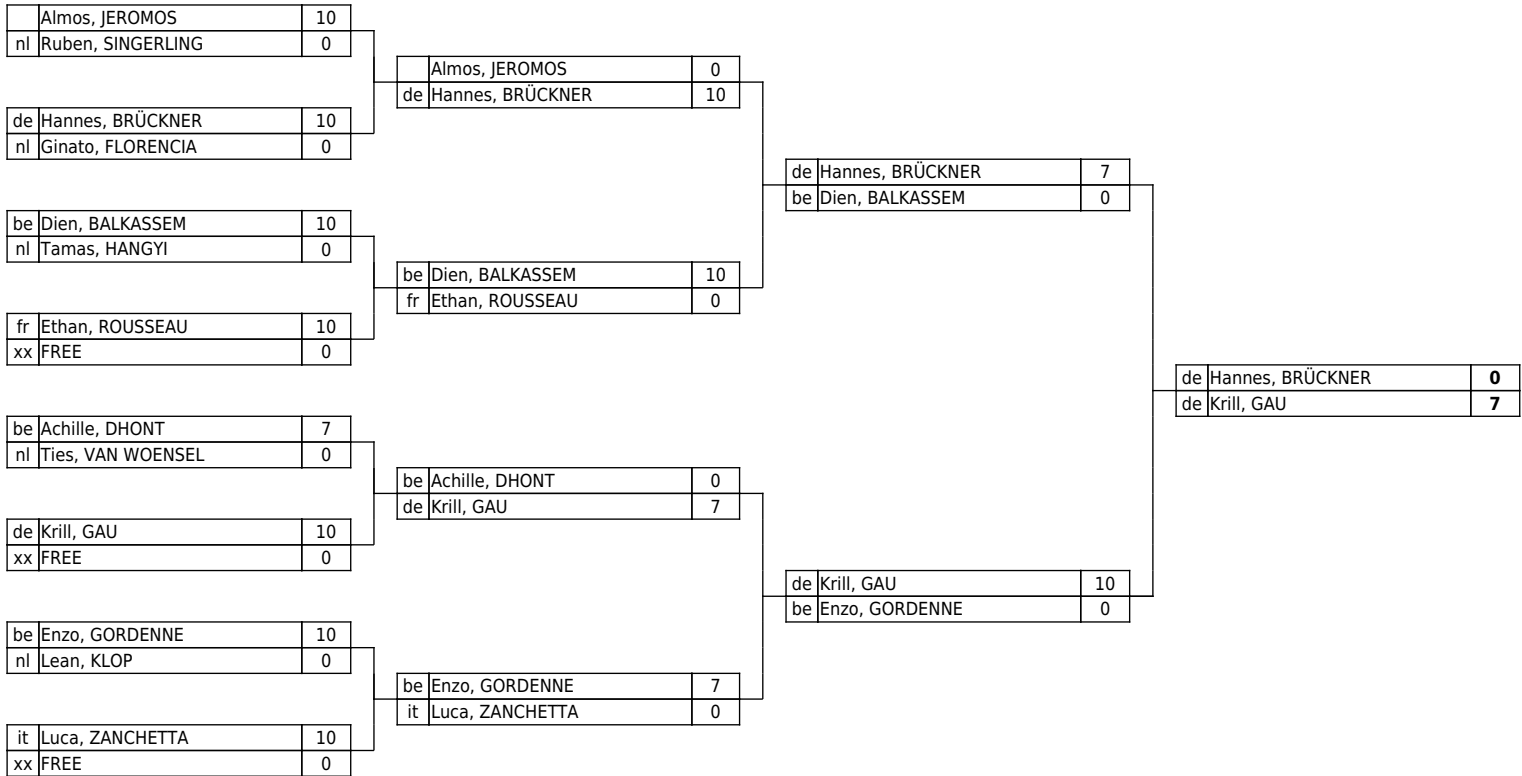 Almos, JEROMOS 10
nl Ruben, SINGERLING 0
de Hannes, BRÜCKNER 10
nl Ginato, FLORENCIA 0
be Dien, BALKASSEM 10
nl Tamas, HANGYI 0
fr Ethan, ROUSSEAU 10
xx FREE 0
be Achille, DHONT 7
nl Ties, VAN WOENSEL 0
de Krill, GAU 10
xx FREE 0
be Enzo, GORDENNE 10
nl Lean, KLOP 0
it Luca, ZANCHETTA 10
xx FREE 0
Almos, JEROMOS 0
de Hannes, BRÜCKNER 10
be Dien, BALKASSEM 10
fr Ethan, ROUSSEAU 0
be Achille, DHONT 0
de Krill, GAU 7
be Enzo, GORDENNE 7
it Luca, ZANCHETTA 0
de Hannes, BRÜCKNER 7
be Dien, BALKASSEM 0
de Krill, GAU 10
be Enzo, GORDENNE 0
de Hannes, BRÜCKNER 0
de Krill, GAU 7